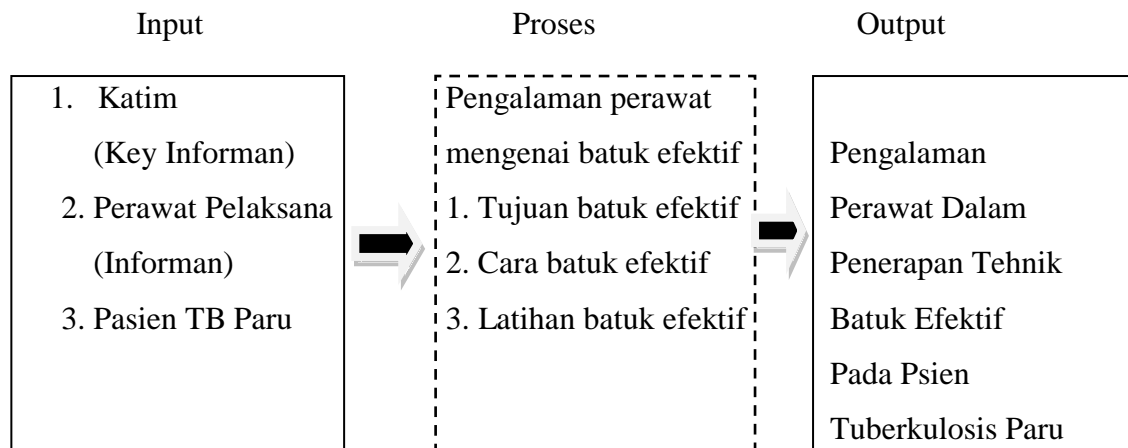 Input Proses Output
1. Katim
(Key Informan)
2. Perawat Pelaksana
(Informan)
3. Pasien TB Paru
Pengalaman perawat
mengenai batuk efektif
1. Tujuan batuk efektif
2. Cara batuk efektif
3. Latihan batuk efektif
Pengalaman
Perawat Dalam
Penerapan Tehnik
Batuk Efektif
Pada Psien
Tuberkulosis Paru